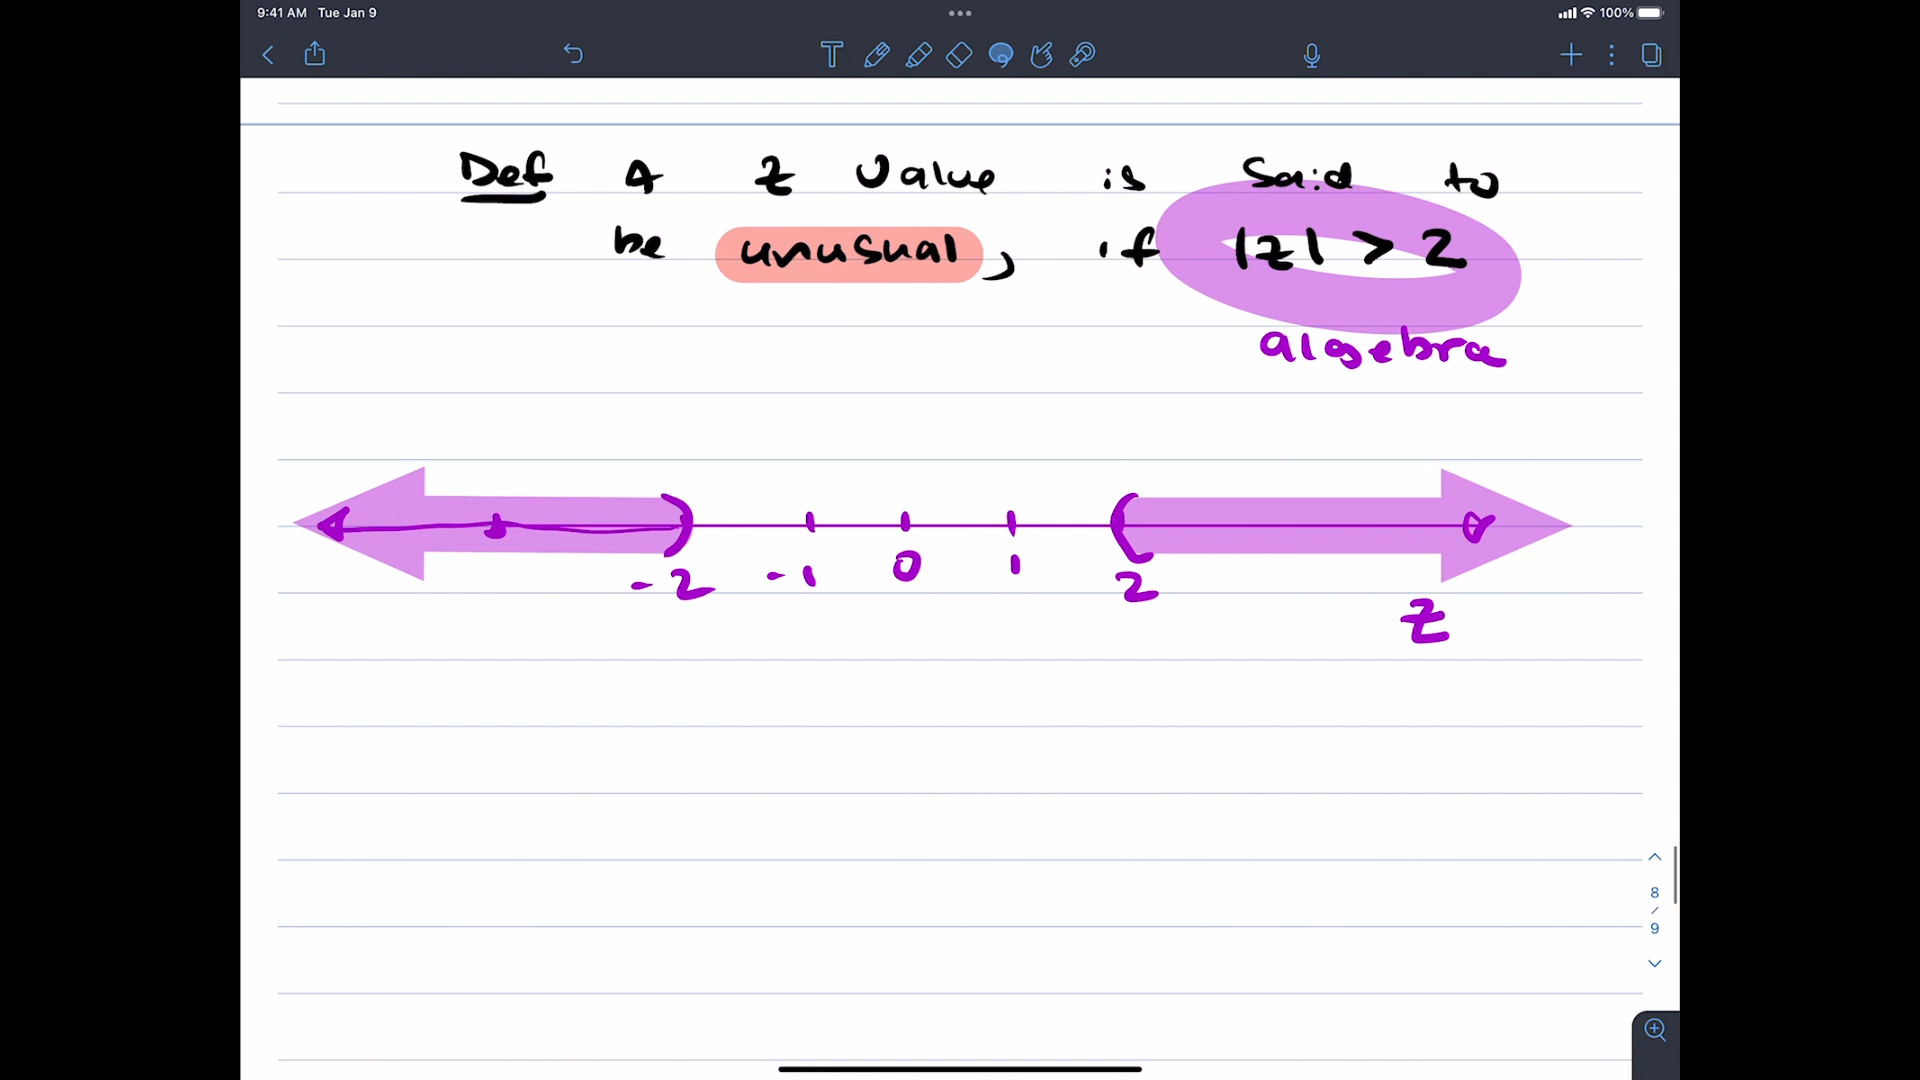 9:41 AM Tue Jan 9
100%
Def A Z value is said to
be unusual, if |Z| > 2
algebra
-2 -1 0 1 2
Z
8
/
9